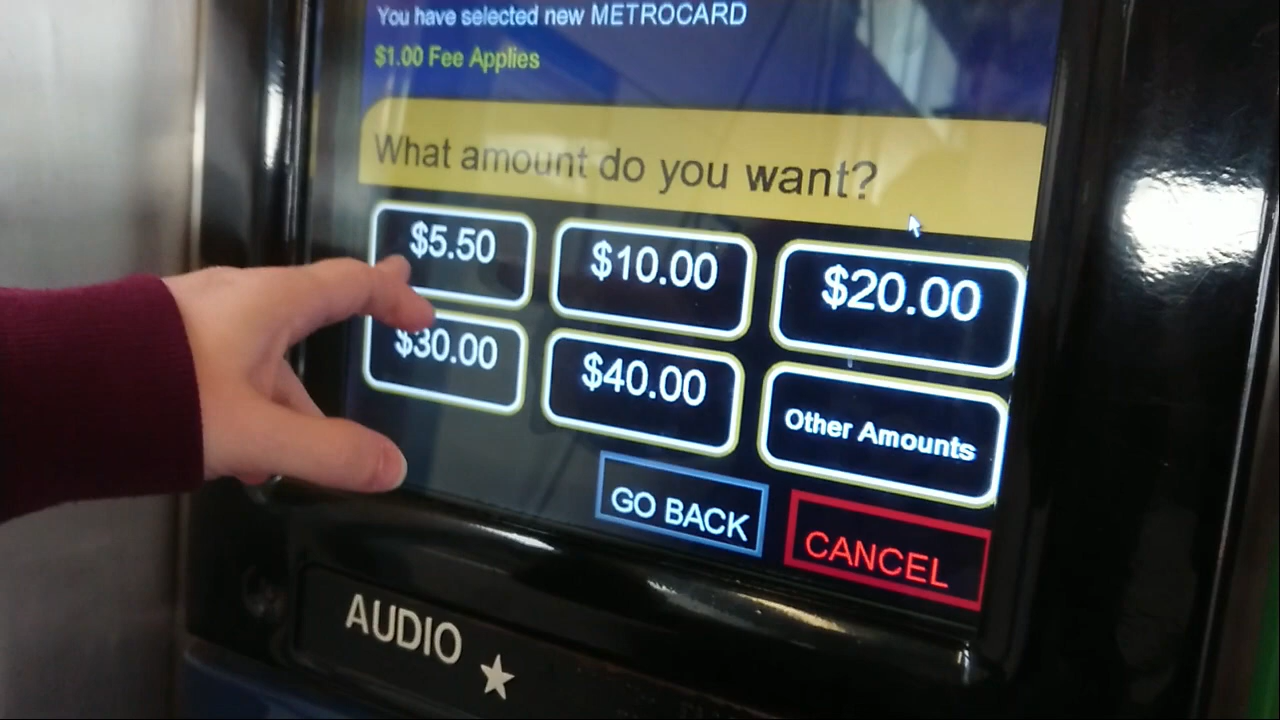 You have selected new METROCARD
$1.00 Fee Applies
What amount do you want?
$5.50 $10.00 $20.00
$30.00 $40.00 Other Amounts
GO BACK CANCEL
AUDIO